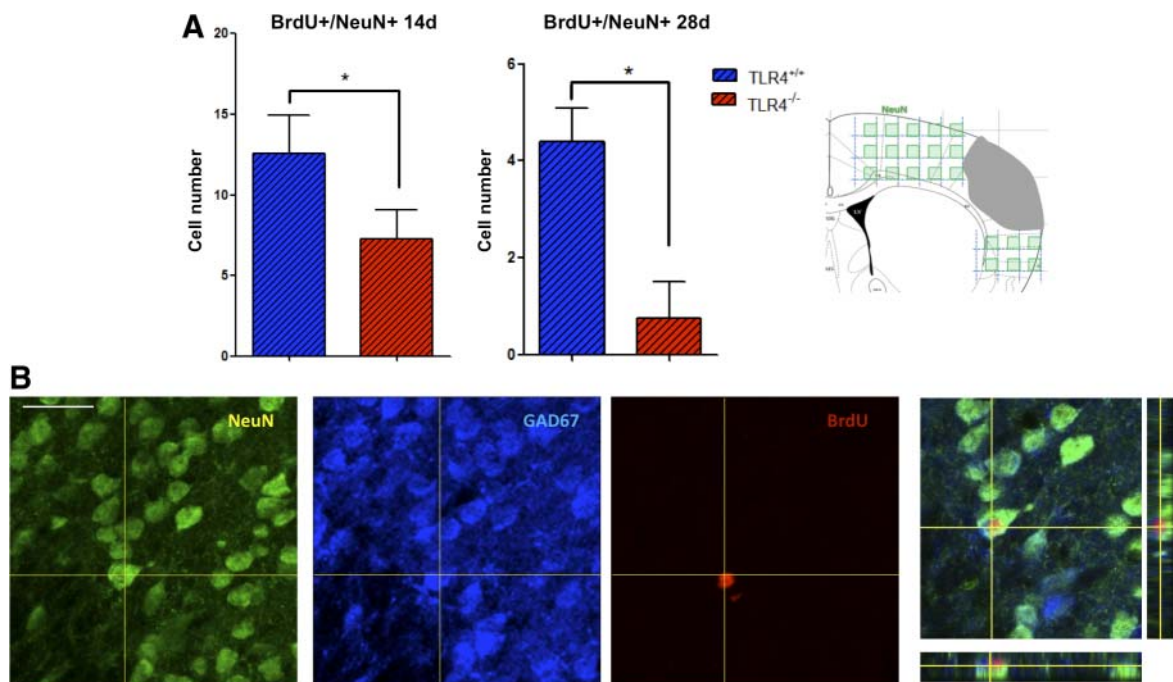 A
BrdU+/NeuN+ 14d
20
15
10
5
0
Cell number
*
BrdU+/NeuN+ 28d
6
4
2
0
Cell number
*
TLR4+/+
TLR4-/-
NeuN
LV
B
NeuN
GAD67
BrdU